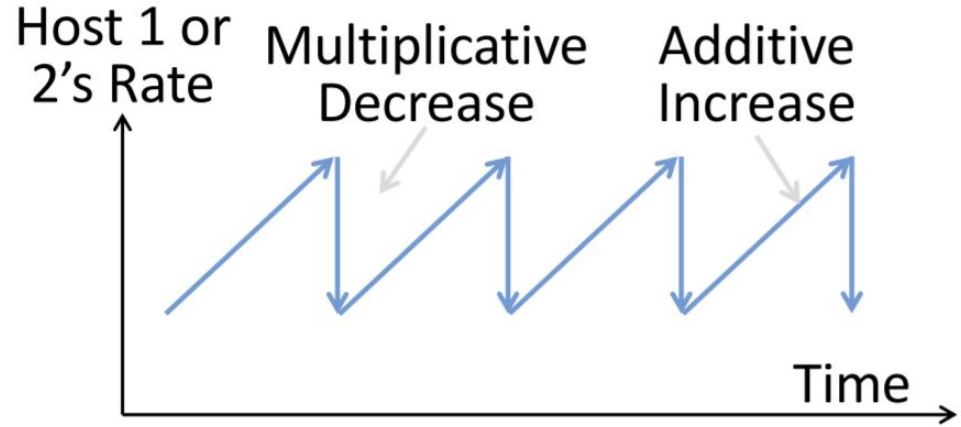 Host 1 or
2’s Rate
Multiplicative
Decrease
Additive
Increase
Time